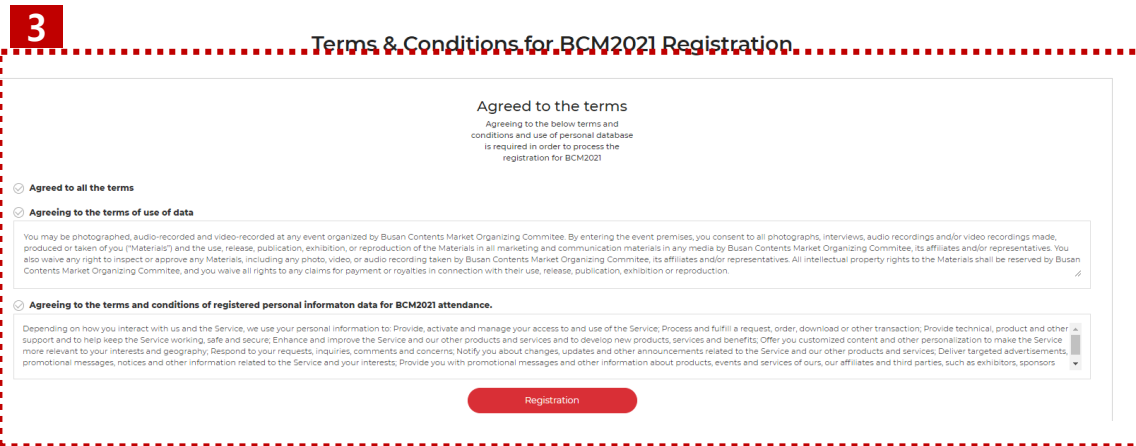 3
Terms & Conditions for BCM2021 Registration
Agreed to the terms
Agreeing to the below terms and
conditions and use of personal database
is required in order to process the
registration for BCM2021
Agreed to all the terms
Agreeing to the terms of use of data
You may be photographed, audio-recorded and video-recorded at any event organized by Busan Contents Market Organizing Commitee. By entering the event premises, you consent to all photographs, interviews, audio recordings and/or video recordings made,
produced or taken of you ("Materials") and the use, release, publication, exhibition, or reproduction of the Materials in all marketing and communication materials in any media by Busan Contents Market Organizing Commitee, its affiliates and/or representatives. You
also waive any right to inspect or approve any Materials, including any photo, video, or audio recording taken by Busan Contents Market Organizing Commitee, its affiliates and/or representatives. All intellectual property rights to the Materials shall be reserved by Busan
Contents Market Organizing Commitee, and you waive all rights to any claims for payment or royalties in connection with their use, release, publication, exhibition or reproduction.
Agreeing to the terms and conditions of registered personal informaton data for BCM2021 attendance.
Depending on how you interact with us and the Service, we use your personal information to: Provide, activate and manage your access to and use of the Service; Process and fulfill a request, order, download or other transaction; Provide technical, product and other
support and to help keep the Service working, safe and secure; Enhance and improve the Service and our other products and services and to develop new products, services and benefits; Offer you customized content and other personalization to make the Service
more relevant to your interests and geography; Respond to your requests, inquiries, comments and concerns; Notify you about changes, updates and other announcements related to the Service and our other products and services; Deliver targeted advertisements,
promotional messages, notices and other information related to the Service and your interests; Provide you with promotional messages and other information about products, events and services of ours, our affiliates and third parties, such as exhibitors, sponsors
Registration